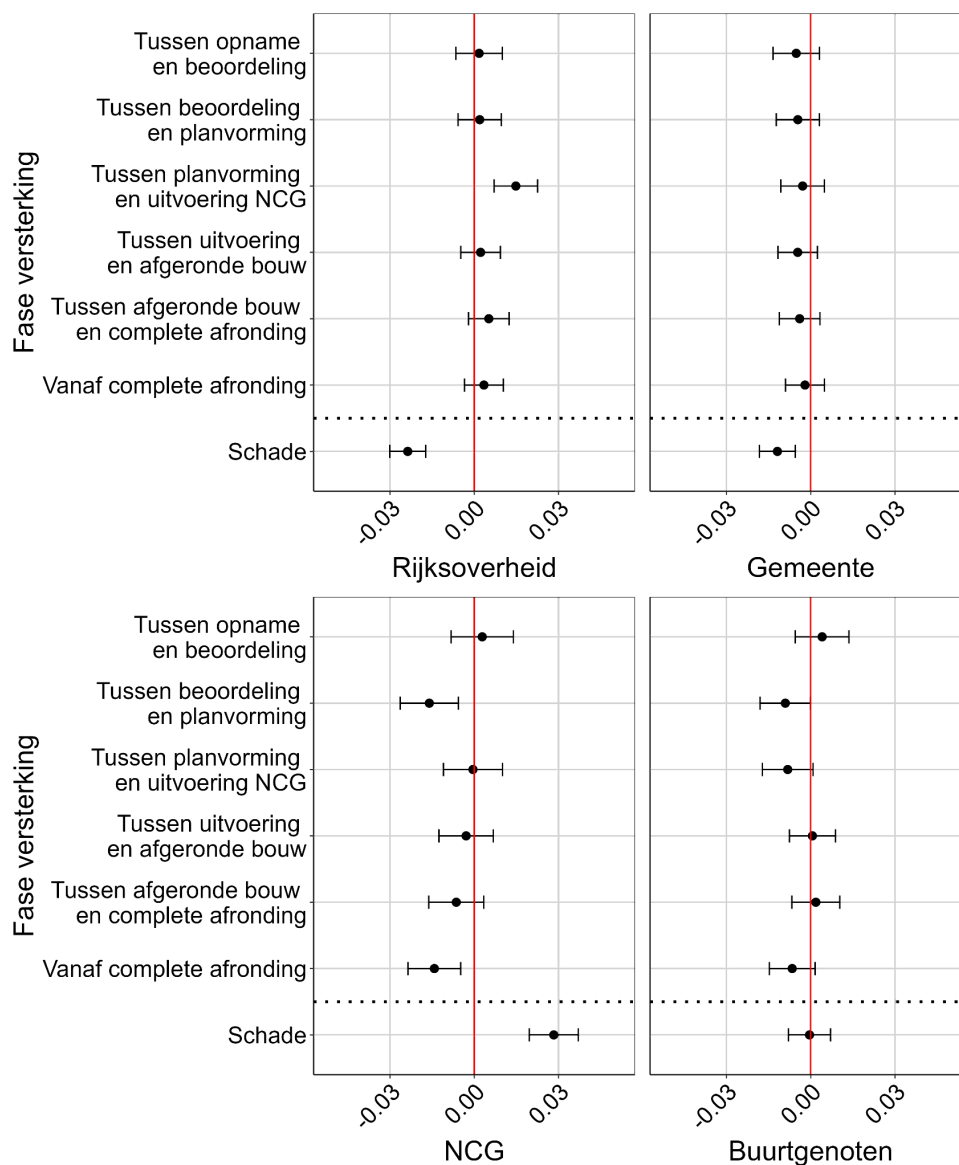 Fase versterking
Tussen opname
en beoordeling
Tussen beoordeling
en planvorming
Tussen planvorming
en uitvoering NCG
Tussen uitvoering
en afgeronde bouw
Tussen afgeronde bouw
en complete afronding
Vanaf complete afronding
Schade
-0.03 0.00 0.03
Rijksoverheid
-0.03 0.00 0.03
Gemeente
Fase versterking
Tussen opname
en beoordeling
Tussen beoordeling
en planvorming
Tussen planvorming
en uitvoering NCG
Tussen uitvoering
en afgeronde bouw
Tussen afgeronde bouw
en complete afronding
Vanaf complete afronding
Schade
-0.03 0.00 0.03
NCG
-0.03 0.00 0.03
Buurtgenoten